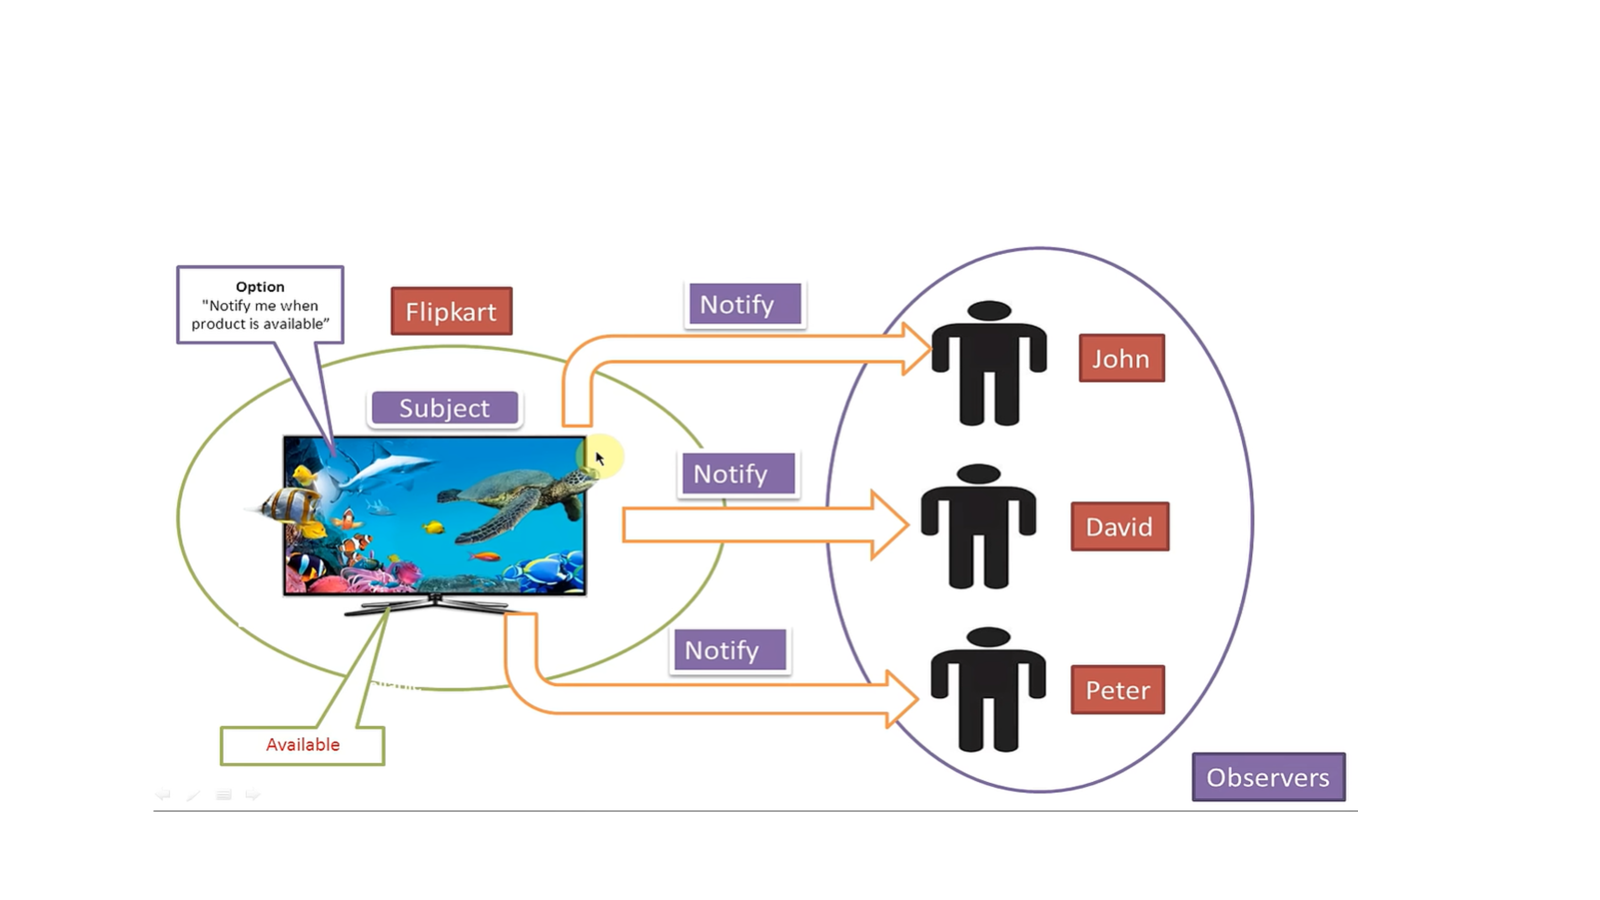 Option
"Notify me when
product is available”
Flipkart
Subject
Notify
Notify
Notify
John
David
Peter
Available
Observers